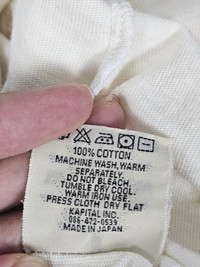 100% COTTON
MACHINE WASH, WARM
SEPARATELY.
DO NOT BLEACH.
TUMBLE DRY COOL.
WARM IRON USE.
PRESS CLOTH DRY FLAT
KAPITAL INC.
086-472-0539
MADE IN JAPAN